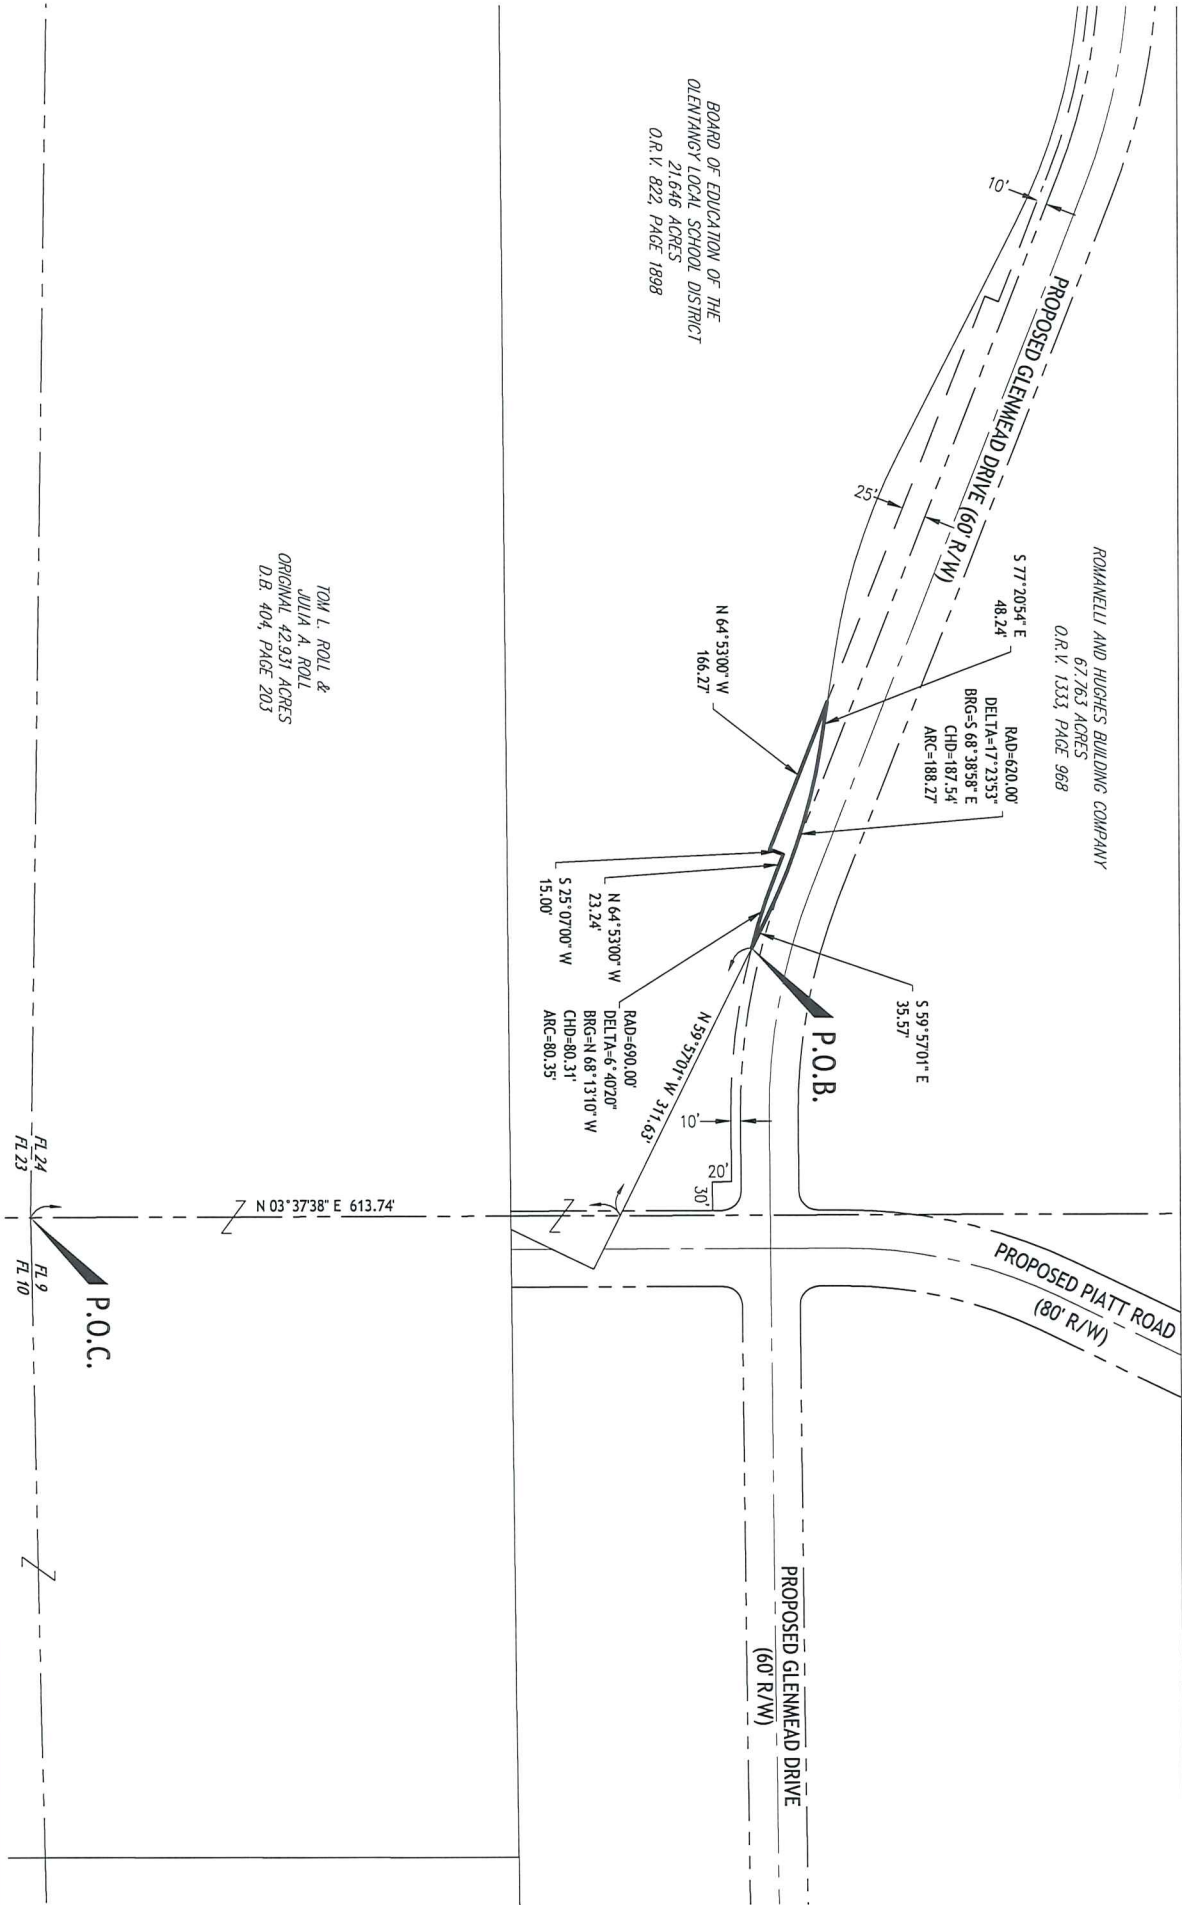 BOARD OF EDUCATION OF THE
OLENTANGY LOCAL SCHOOL DISTRICT
21.646 ACRES
O.R.V. 822, PAGE 1898
10'
PROPOSED GLENMEAD DRIVE (60' R/W)
25'
ROMANELLI AND HUGHES BUILDING COMPANY
67.763 ACRES
O.R.V. 1333, PAGE 968
S 77°20'54" E
48.24'
RAD=620.00'
DELTA=17°23'53"
BRG=S 68°38'58" E
CHD=187.54'
ARC=188.27'
N 64°53'00" W
166.27'
N 64°53'00" W
23.24'
S 25°07'00" W
15.00'
S 59°57'01" E
35.57'
RAD=690.00'
DELTA=6°40'20"
BRG=N 68°13'10" W
CHD=80.31'
ARC=80.35'
P.O.B.
N 59°57'01" W 311.63'
10'
20'
30'
TOM L. ROLL &
JULIA A. ROLL
ORIGINAL 42.931 ACRES
D.B. 404, PAGE 203
FL 24
FL 23
N 03°37'38" E 613.74'
FL 9
FL 10
P.O.C.
PROPOSED PIATT ROAD
(80' R/W)
PROPOSED GLENMEAD DRIVE
(60' R/W)